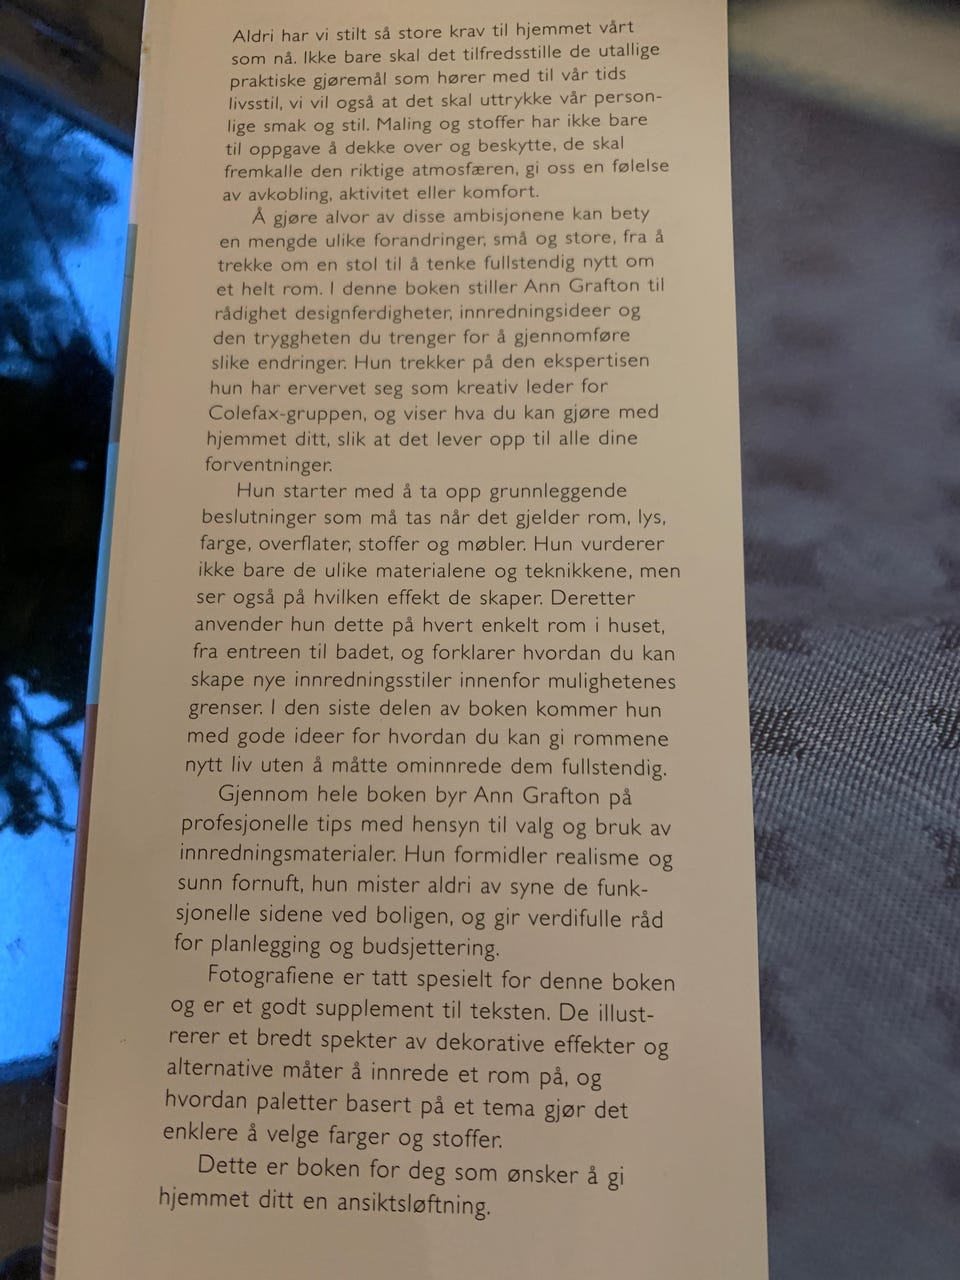 Aldri har vi stilt så store krav til hjemmet vårt
som nå. Ikke bare skal det tilfredsstille de utallige
praktiske gjøremål som hører med til vår tids
livsstil, vi vil også at det skal uttrykke vår person-
lige smak og stil. Maling og stoffer har ikke bare
til oppgave å dekke over og beskytte, de skal
fremkalle den riktige atmosfæren, gi oss en følelse
av avkobling, aktivitet eller komfort.
Å gjøre alvor av disse ambisjonene kan bety
en mengde ulike forandringer, små og store, fra å
trekke om en stol til å tenke fullstendig nytt om
et helt rom. I denne boken stiller Ann Grafton til
rådighet designferdigheter, innredningsideer og
den tryggheten du trenger for å gjennomføre
slike endringer. Hun trekker på den ekspertisen
hun har ervervet seg som kreativ leder for
Colefax-gruppen, og viser hva du kan gjøre med
hjemmet ditt, slik at det lever opp til alle dine
forventninger.
Hun starter med å ta opp grunnleggende
beslutninger som må tas når det gjelder rom, lys,
farge, overflater, stoffer og møbler. Hun vurderer
ikke bare de ulike materialene og teknikkene, men
ser også på hvilken effekt de skaper. Deretter
anvender hun dette på hvert enkelt rom i huset,
fra entreen til badet, og forklarer hvordan du kan
skape nye innredningsstiler innenfor mulighetenes
grenser. I den siste delen av boken kommer hun
med gode ideer for hvordan du kan gi rommene
nytt liv uten å måtte ominnrede dem fullstendig.
Gjennom hele boken byr Ann Grafton på
profesjonelle tips med hensyn til valg og bruk av
innredningsmaterialer. Hun formidler realisme og
sunn fornuft, hun mister aldri av syne de funk-
sjonelle sidene ved boligen, og gir verdifulle råd
for planlegging og budsjettering.
Fotografiene er tatt spesielt for denne boken
og er et godt supplement til teksten. De illust-
rerer et bredt spekter av dekorative effekter og
alternative måter å innrede et rom på, og
hvordan paletter basert på et tema gjør det
enklere å velge farger og stoffer.
Dette er boken for deg som ønsker å gi
hjemmet ditt en ansiktsløftning.